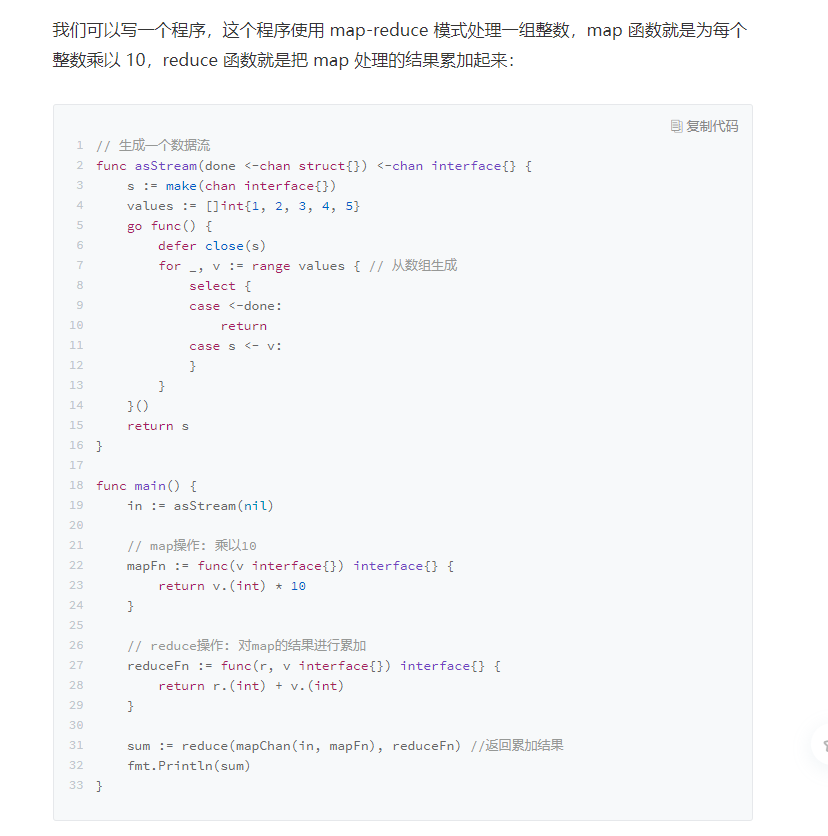 我们可以写一个程序，这个程序使用 map-reduce 模式处理一组整数，map 函数就是为每个
整数乘以 10，reduce 函数就是把 map 处理的结果累加起来：
复制代码
1 // 生成一个数据流
2 func asStream(done <-chan struct{}) <-chan interface{} {
3     s := make(chan interface{})
4     values := []int{1, 2, 3, 4, 5}
5     go func() {
6         defer close(s)
7         for _, v := range values { // 从数组生成
8             select {
9             case <-done:
10                 return
11             case s <- v:
12             }
13         }
14     }()
15     return s
16 }
17
18 func main() {
19     in := asStream(nil)
20
21     // map操作: 乘以10
22     mapFn := func(v interface{}) interface{} {
23         return v.(int) * 10
24     }
25
26     // reduce操作: 对map的结果进行累加
27     reduceFn := func(r, v interface{}) interface{} {
28         return r.(int) + v.(int)
29     }
30
31     sum := reduce(mapChan(in, mapFn), reduceFn) //返回累加结果
32     fmt.Println(sum)
33 }